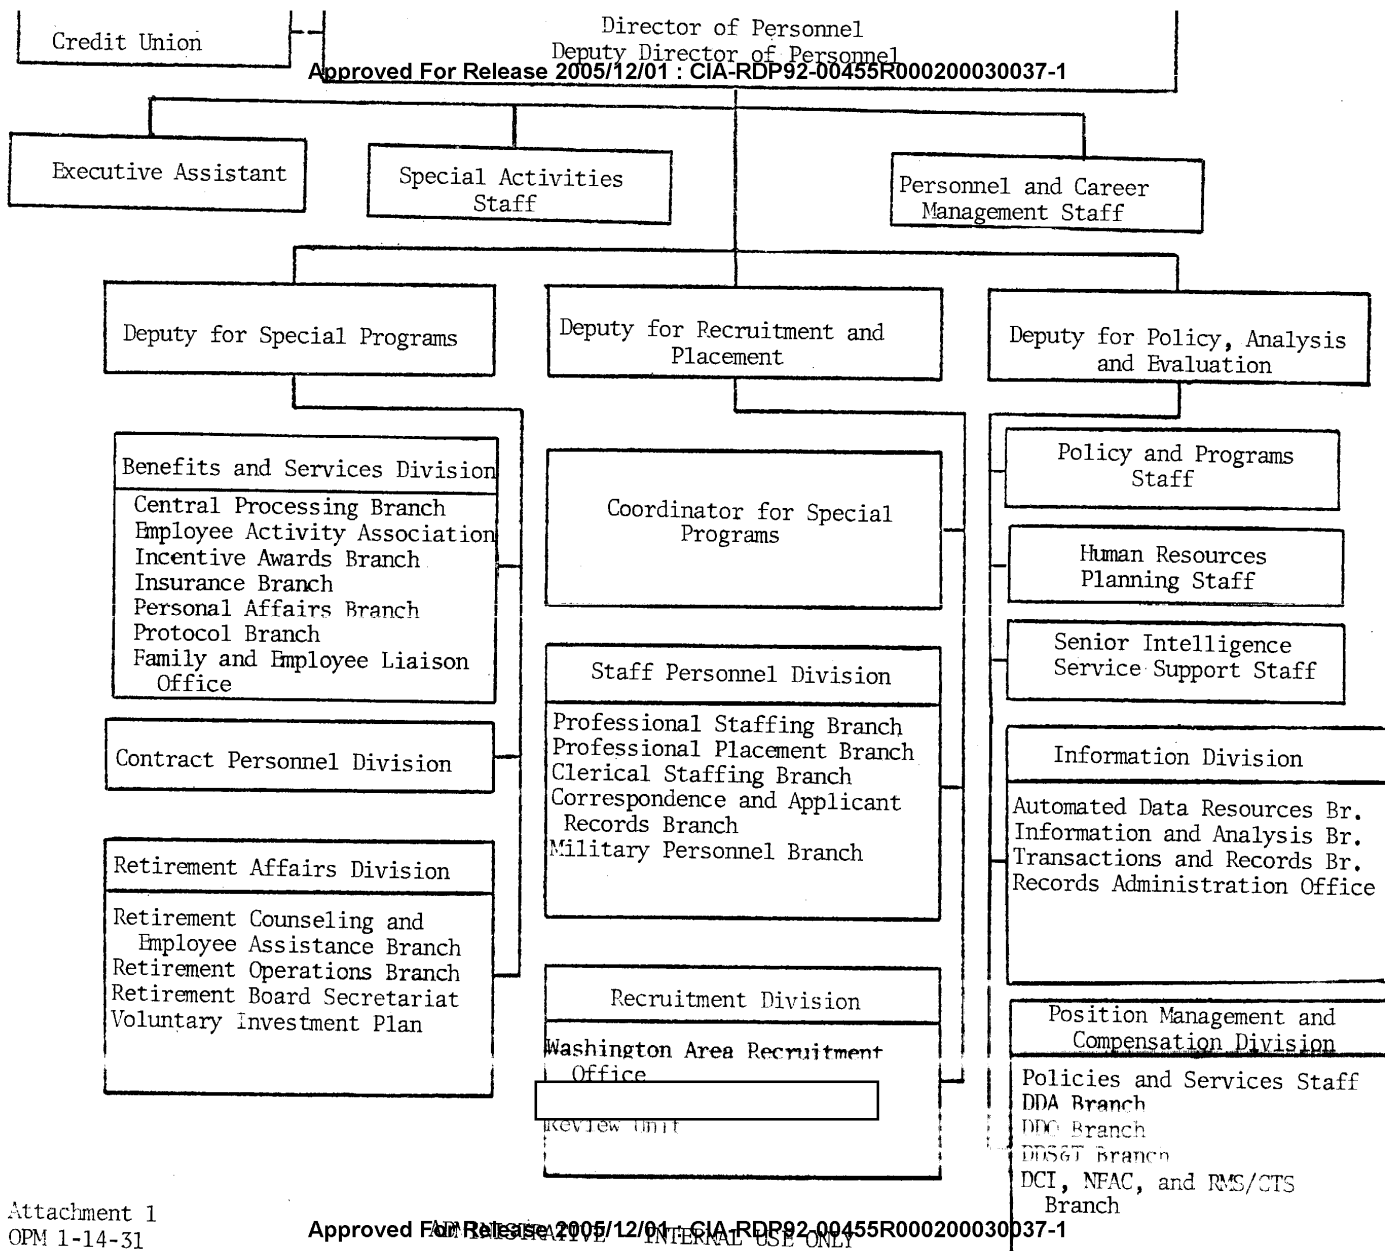 Credit Union
Director of Personnel
Deputy Director of Personnel
Approved For Release 2005/12/01 : CIA-RDP92-00455R000200030037-1
Executive Assistant
Special Activities
Staff
Personnel and Career
Management Staff
Deputy for Special Programs
Deputy for Recruitment and
Placement
Deputy for Policy, Analysis
and Evaluation
Benefits and Services Division
Central Processing Branch
Employee Activity Association
Incentive Awards Branch
Insurance Branch
Personal Affairs Branch
Protocol Branch
Family and Employee Liaison
Office
Contract Personnel Division
Retirement Affairs Division
Retirement Counseling and
Employee Assistance Branch
Retirement Operations Branch
Retirement Board Secretariat
Voluntary Investment Plan
Coordinator for Special
Programs
Staff Personnel Division
Professional Staffing Branch
Professional Placement Branch
Clerical Staffing Branch
Correspondence and Applicant
Records Branch
Military Personnel Branch
Recruitment Division
Washington Area Recruitment
Office
Review Unit
Policy and Programs
Staff
Human Resources
Planning Staff
Senior Intelligence
Service Support Staff
Information Division
Automated Data Resources Br.
Information and Analysis Br.
Transactions and Records Br.
Records Administration Office
Position Management and
Compensation Division
Policies and Services Staff
DDA Branch
DDO Branch
DDS&T Branch
DCI, NFAC, and RMS/CTS
Branch
Attachment 1
OPM 1-14-31
ADMINISTRATIVE - INTERNAL USE ONLY
Approved For Release 2005/12/01 : CIA-RDP92-00455R000200030037-1